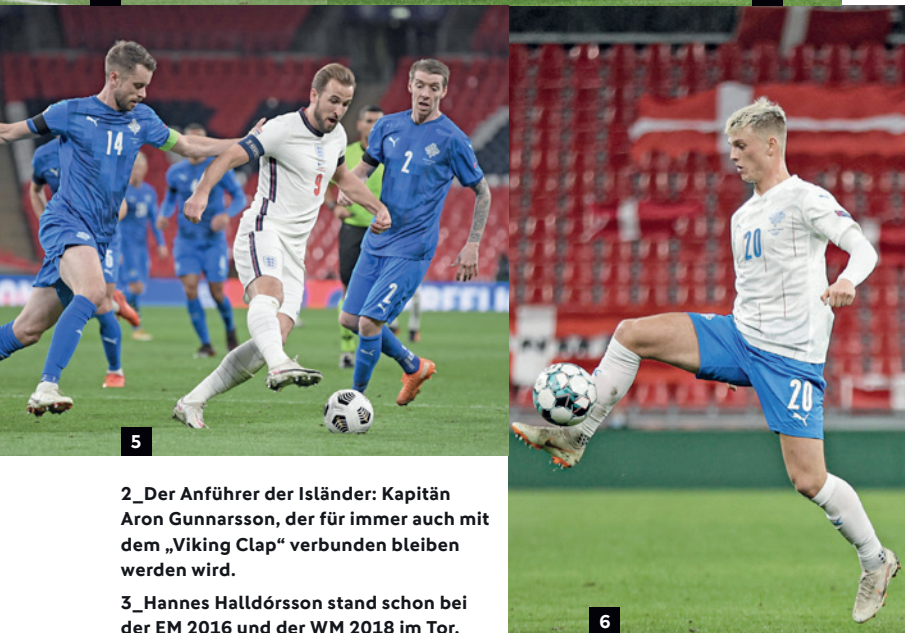 14
9
2
2
20
20
5
6
2_Der Anführer der Isländer: Kapitän
Aron Gunnarsson, der für immer auch mit
dem „Viking Clap“ verbunden bleiben
werden wird.
3_Hannes Halldórsson stand schon bei
der EM 2016 und der WM 2018 im Tor.